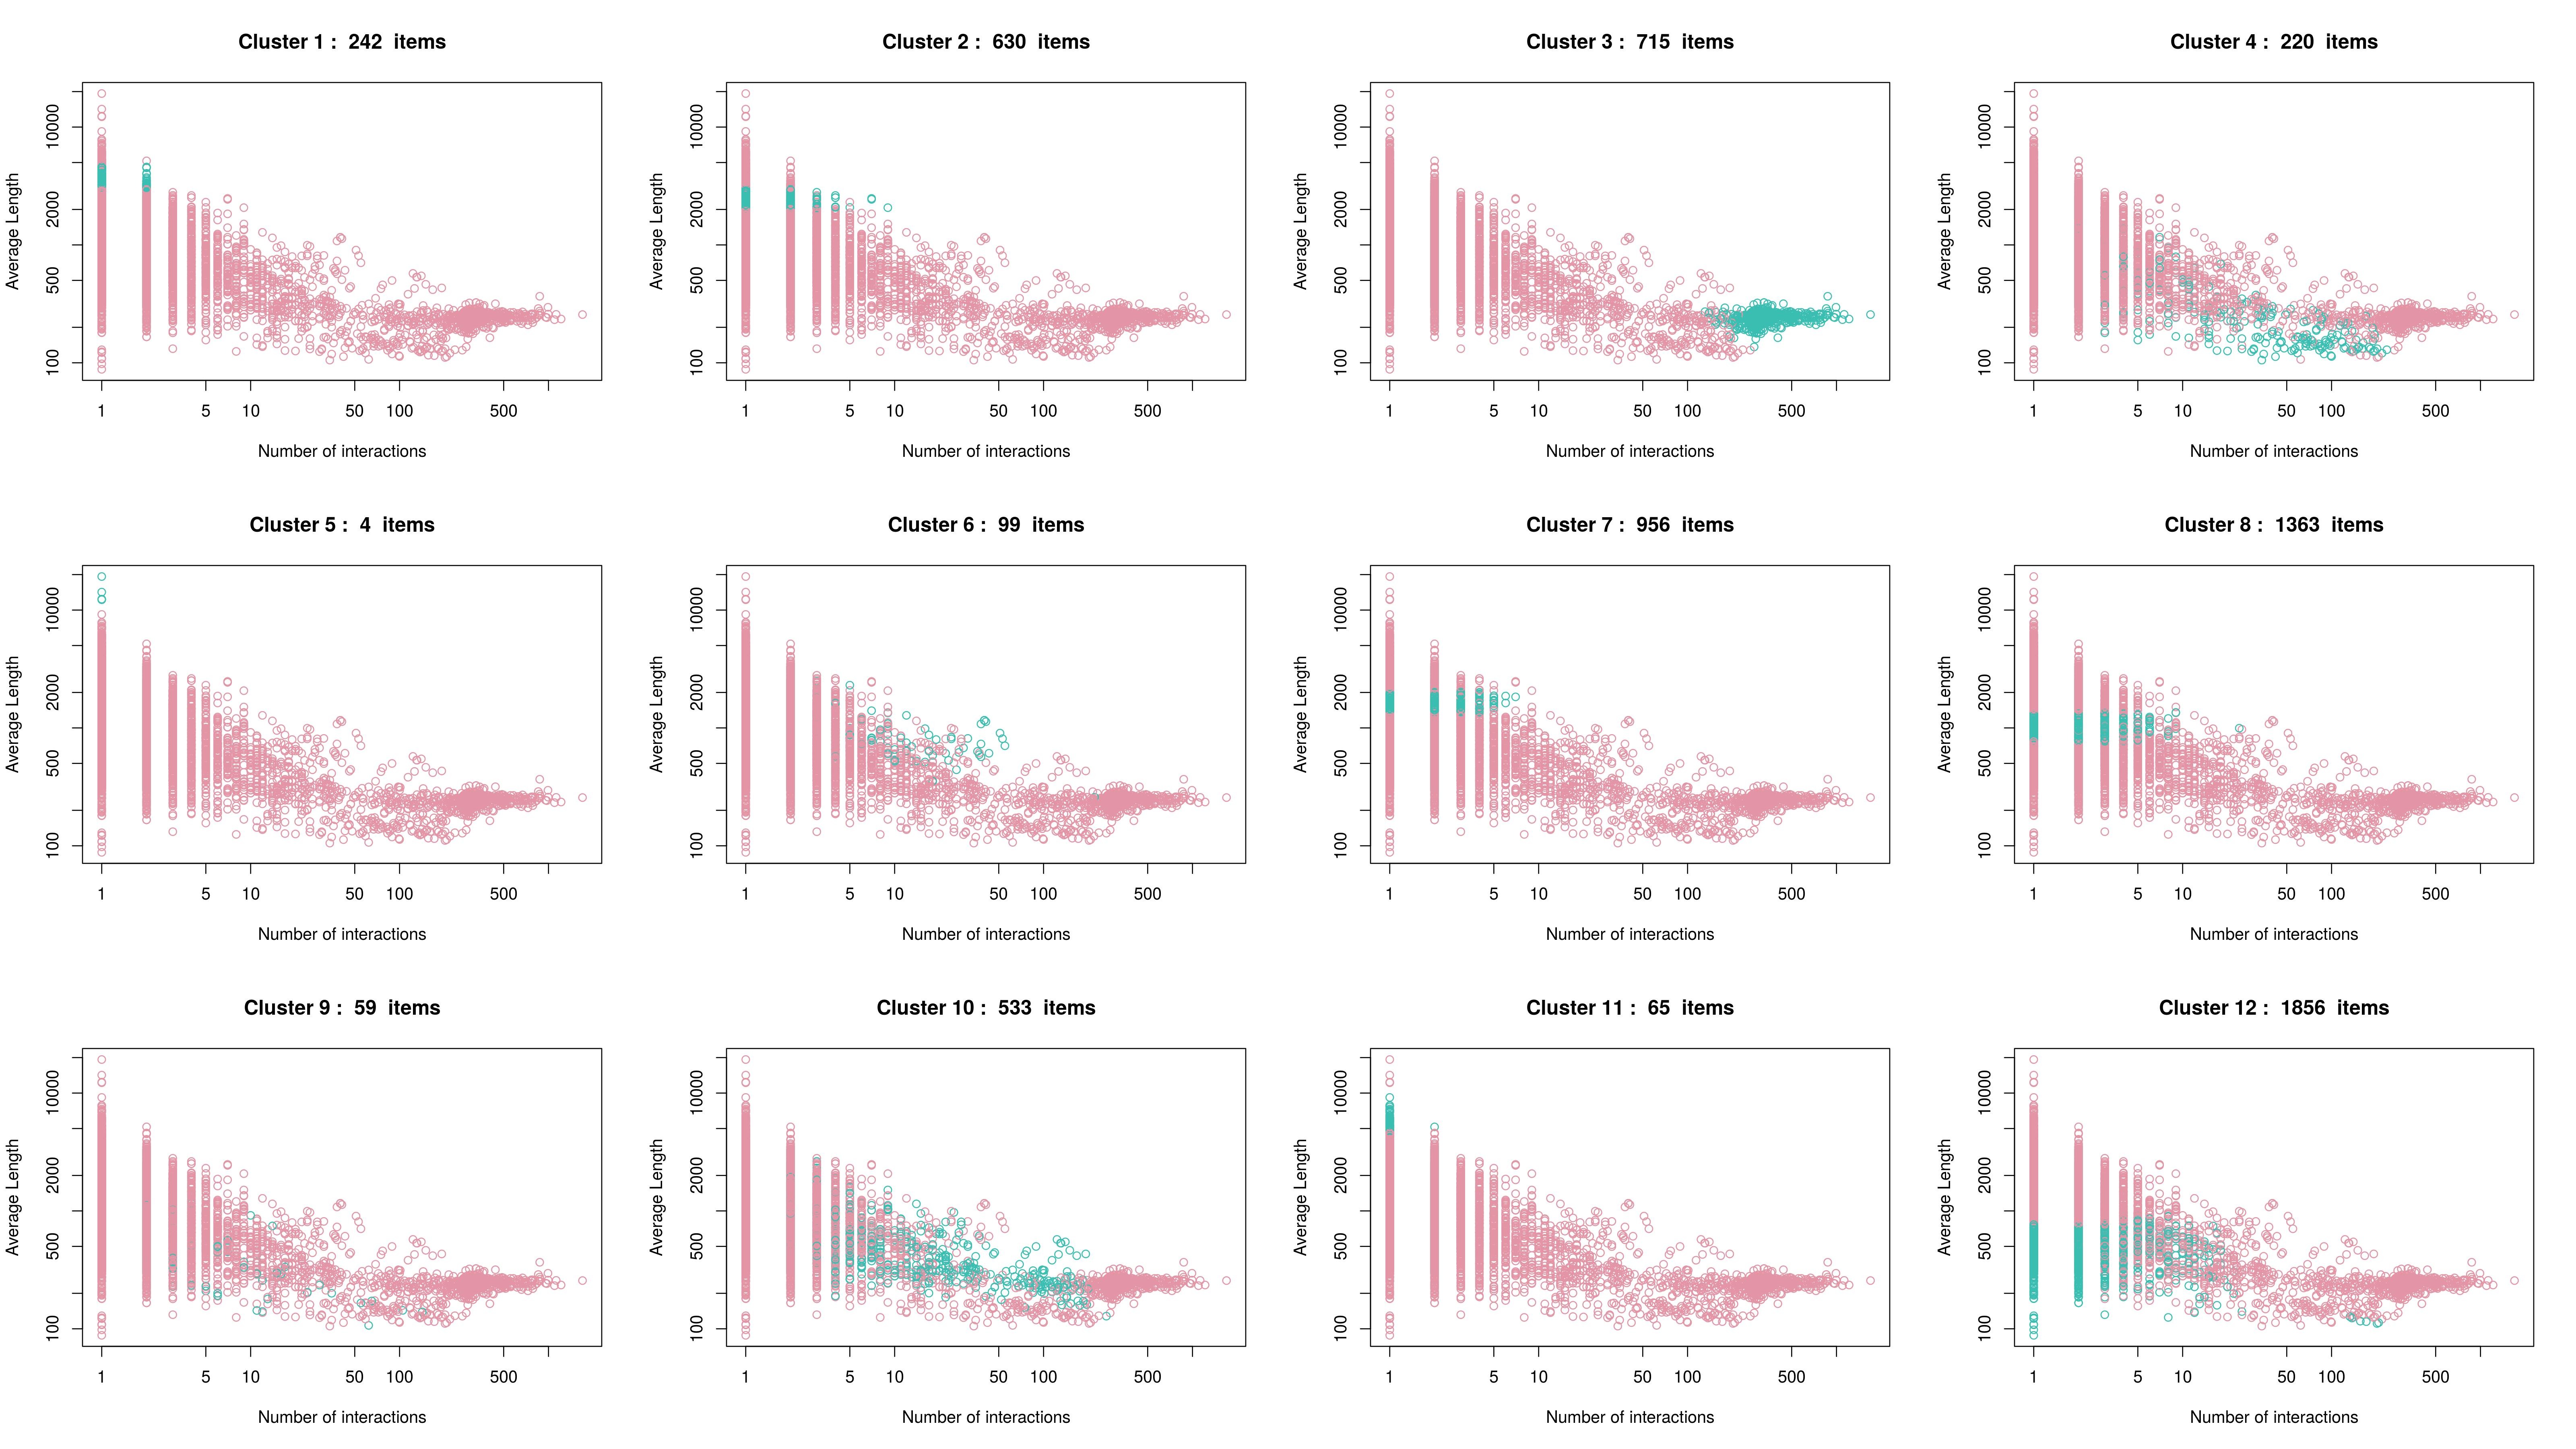 Cluster 1 : 242 items
Average Length
10000
2000
500
100
1 5 10 50 100 500
Number of interactions
Cluster 2 : 630 items
Average Length
10000
2000
500
100
1 5 10 50 100 500
Number of interactions
Cluster 3 : 715 items
Average Length
10000
2000
500
100
1 5 10 50 100 500
Number of interactions
Cluster 4 : 220 items
Average Length
10000
2000
500
100
1 5 10 50 100 500
Number of interactions
Cluster 5 : 4 items
Average Length
10000
2000
500
100
1 5 10 50 100 500
Number of interactions
Cluster 6 : 99 items
Average Length
10000
2000
500
100
1 5 10 50 100 500
Number of interactions
Cluster 7 : 956 items
Average Length
10000
2000
500
100
1 5 10 50 100 500
Number of interactions
Cluster 8 : 1363 items
Average Length
10000
2000
500
100
1 5 10 50 100 500
Number of interactions
Cluster 9 : 59 items
Average Length
10000
2000
500
100
1 5 10 50 100 500
Number of interactions
Cluster 10 : 533 items
Average Length
10000
2000
500
100
1 5 10 50 100 500
Number of interactions
Cluster 11 : 65 items
Average Length
10000
2000
500
100
1 5 10 50 100 500
Number of interactions
Cluster 12 : 1856 items
Average Length
10000
2000
500
100
1 5 10 50 100 500
Number of interactions